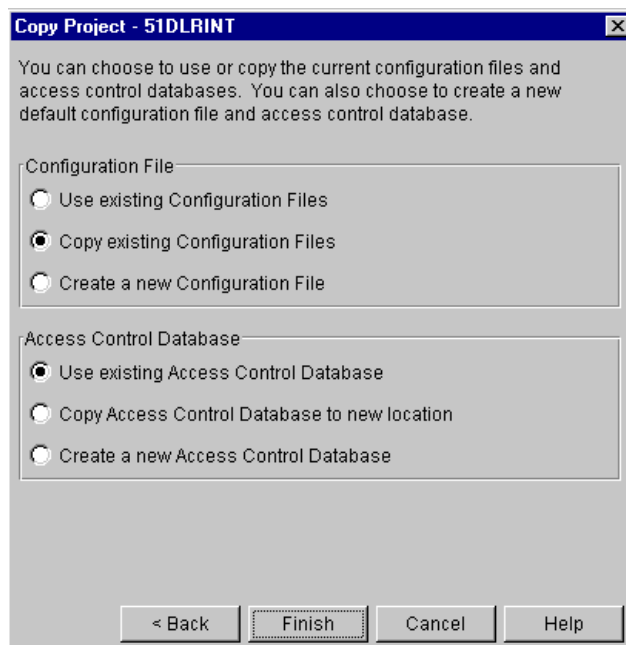 Copy Project - 51DLRINT
You can choose to use or copy the current configuration files and
access control databases. You can also choose to create a new
default configuration file and access control database.
Configuration File
Use existing Configuration Files
Copy existing Configuration Files
Create a new Configuration File
Access Control Database
Use existing Access Control Database
Copy Access Control Database to new location
Create a new Access Control Database
< Back Finish Cancel Help